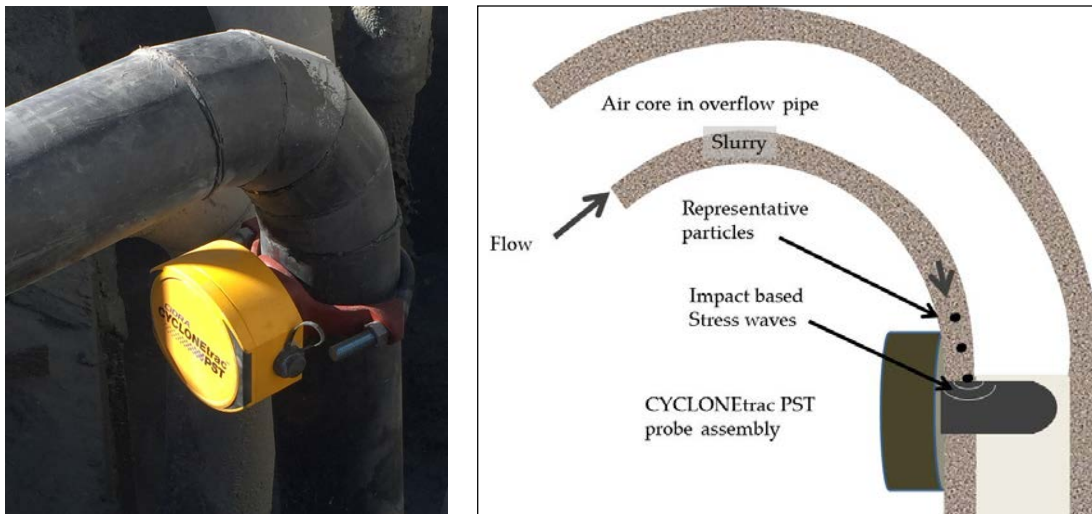 CiDRA
CYCLONEtrac
PST
Air core in overflow pipe
Slurry
Representative
particles
Flow
Impact based
Stress waves
CYCLONEtrac PST
probe assembly